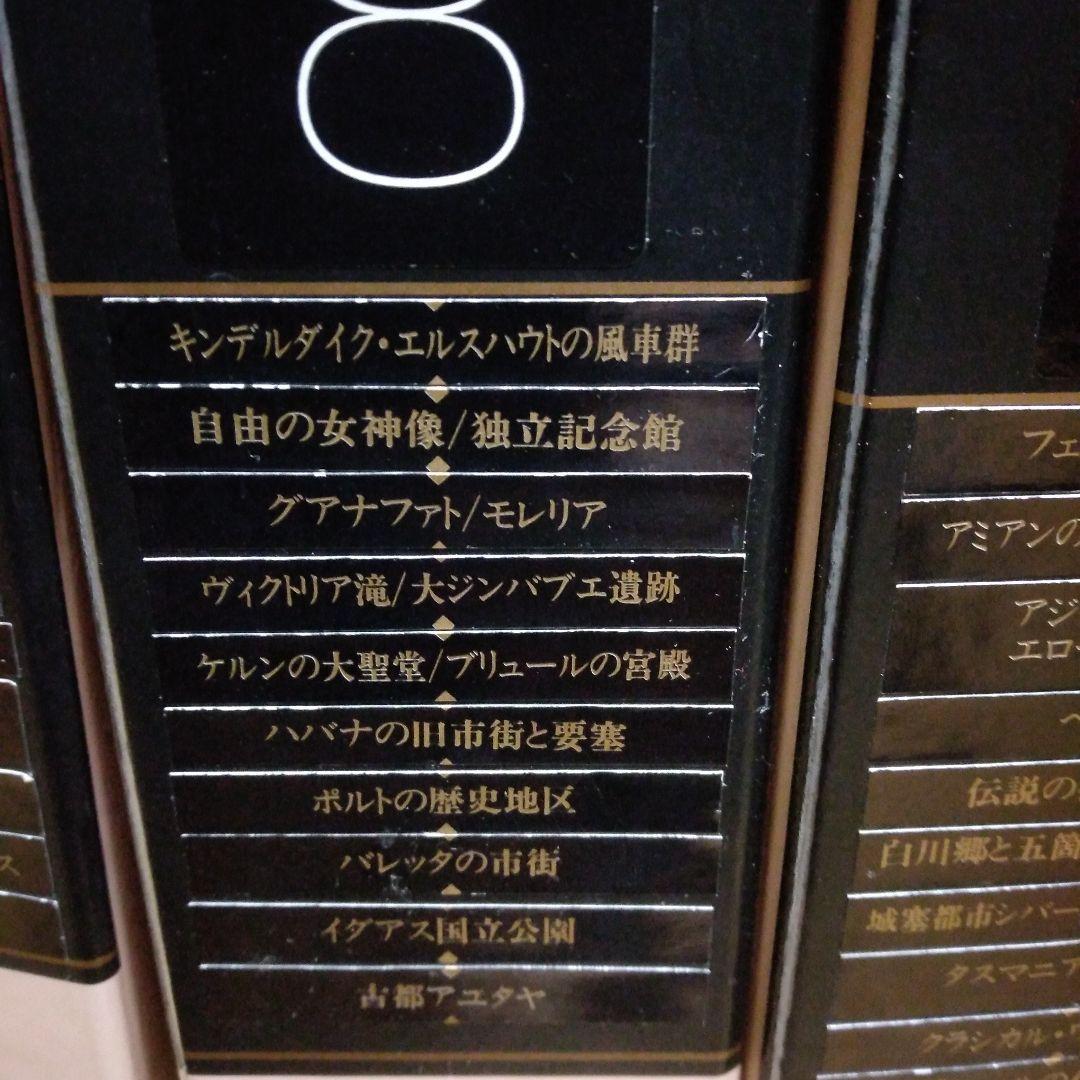 8
キンデルダイク・エルスハウトの風車群
自由の女神像/独立記念館
グアナファト/モレリア
ヴィクトリア滝/大ジンバブエ遺跡
ケルンの大聖堂/ブリュールの宮殿
ハバナの旧市街と要塞
ポルトの歴史地区
バレッタの市街
イダアス国立公園
古都アユタヤ
フェ
アミアンの
アジ
エロ
伝説の
白川郷と五箇
城塞都市シバー
タスマニア
クラシカル・
ス